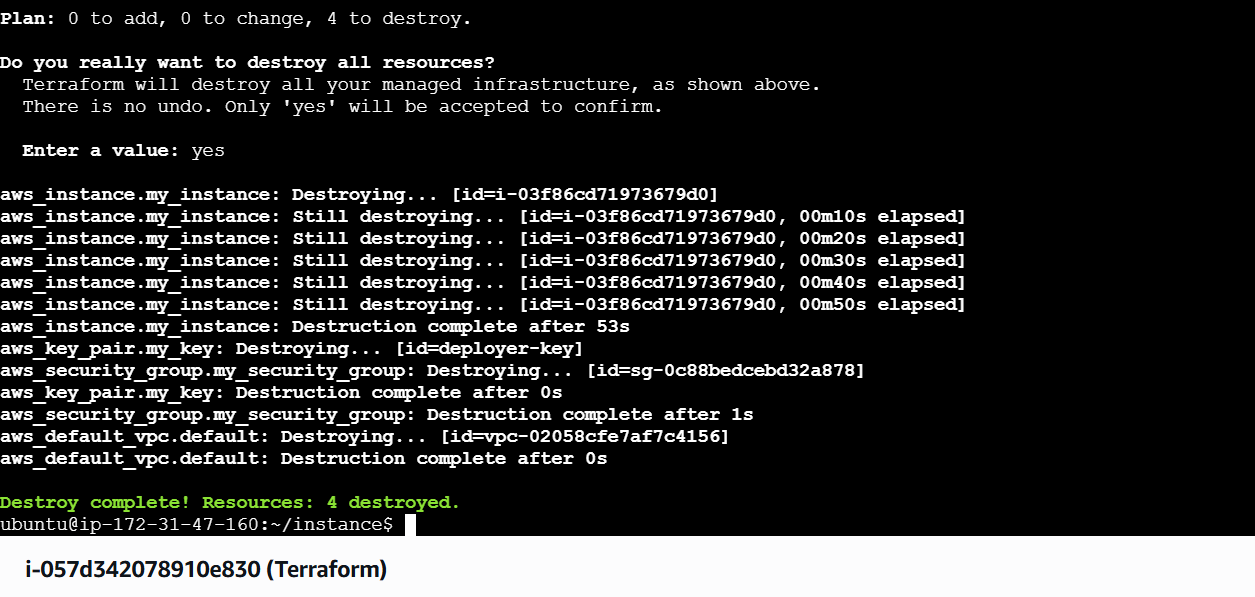 Plan: 0 to add, 0 to change, 4 to destroy.
Do you really want to destroy all resources?
Terraform will destroy all your managed infrastructure, as shown above.
There is no undo. Only 'yes' will be accepted to confirm.
Enter a value: yes
aws_instance.my_instance: Destroying... [id=i-03f86cd71973679d0]
aws_instance.my_instance: Still destroying... [id=i-03f86cd71973679d0, 00m10s elapsed]
aws_instance.my_instance: Still destroying... [id=i-03f86cd71973679d0, 00m20s elapsed]
aws_instance.my_instance: Still destroying... [id=i-03f86cd71973679d0, 00m30s elapsed]
aws_instance.my_instance: Still destroying... [id=i-03f86cd71973679d0, 00m40s elapsed]
aws_instance.my_instance: Still destroying... [id=i-03f86cd71973679d0, 00m50s elapsed]
aws_instance.my_instance: Destruction complete after 53s
aws_key_pair.my_key: Destroying... [id=deployer-key]
aws_security_group.my_security_group: Destroying... [id=sg-0c88bedcebd32a878]
aws_key_pair.my_key: Destruction complete after 0s
aws_security_group.my_security_group: Destruction complete after 1s
aws_default_vpc.default: Destroying... [id=vpc-02058cfe7af7c4156]
aws_default_vpc.default: Destruction complete after 0s
Destroy complete! Resources: 4 destroyed.
ubuntu@ip-172-31-47-160:~/instance$
i-057d342078910e830 (Terraform)